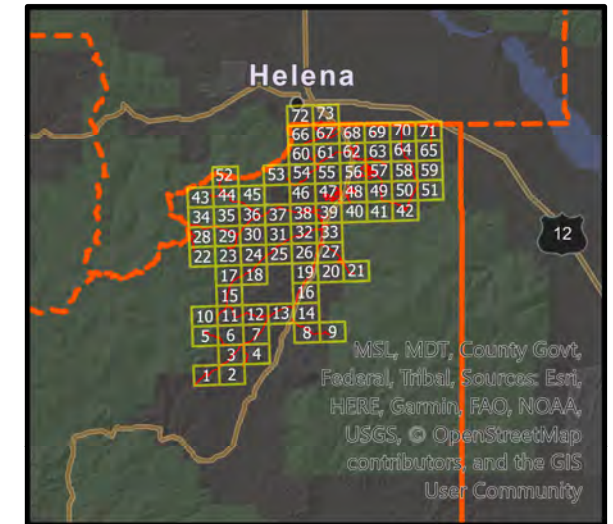 Helena
72 73
66 67 68 69 70 71
60 61 62 63 64 65
52 53 54 55 56 57 58 59
43 44 45 46 47 48 49 50 51
34 35 36 37 38 39 40 41 42
28 29 30 31 32 33
12
22 23 24 25 26 27
17 18 19 20 21
15 16
10 11 12 13 14
5 6 7 8 9
3 4
1 2
MSL, MDT, County Govt,
Federal, Tribal, Sources: Esri,
HERE, Garmin, FAO, NOAA,
USGS, © OpenStreetMap
contributors, and the GIS
User Community